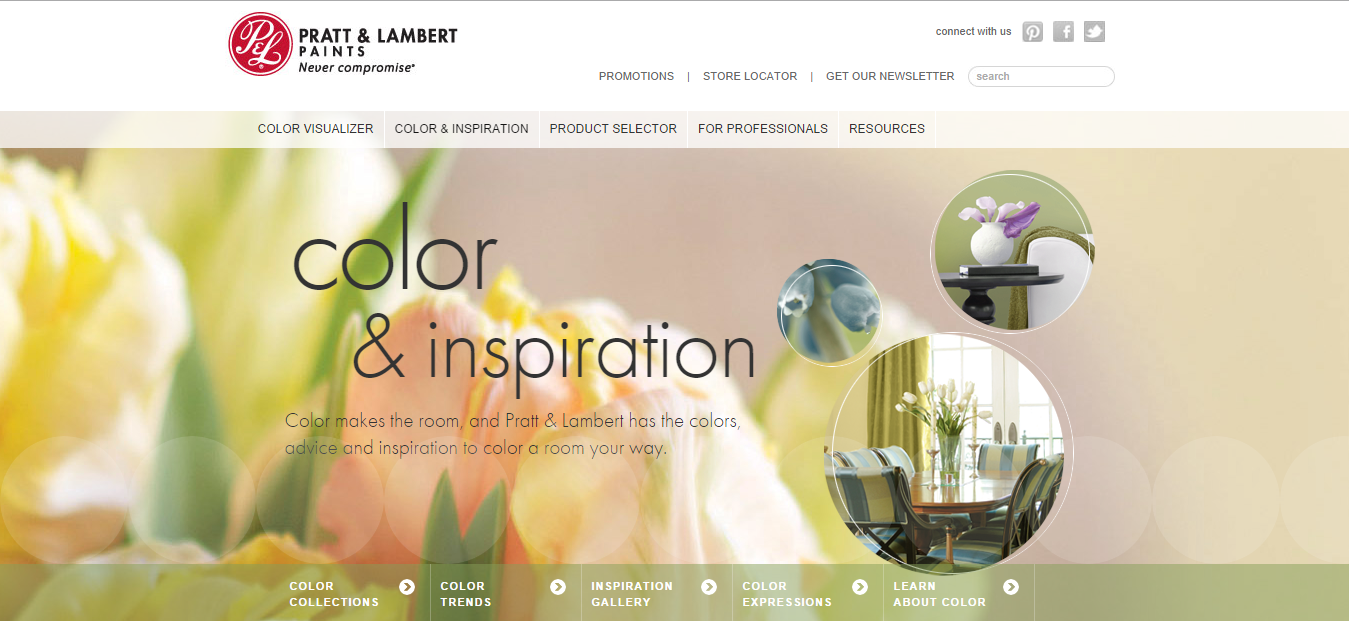 P&L
PRATT & LAMBERT
PAINTS
Never compromise®
connect with us
PROMOTIONS | STORE LOCATOR | GET OUR NEWSLETTER
search
COLOR VISUALIZER COLOR & INSPIRATION PRODUCT SELECTOR FOR PROFESSIONALS RESOURCES
color
& inspiration
Color makes the room, and Pratt & Lambert has the colors,
advice and inspiration to color a room your way.
COLOR
COLLECTIONS
COLOR
TRENDS
INSPIRATION
GALLERY
COLOR
EXPRESSIONS
LEARN
ABOUT COLOR